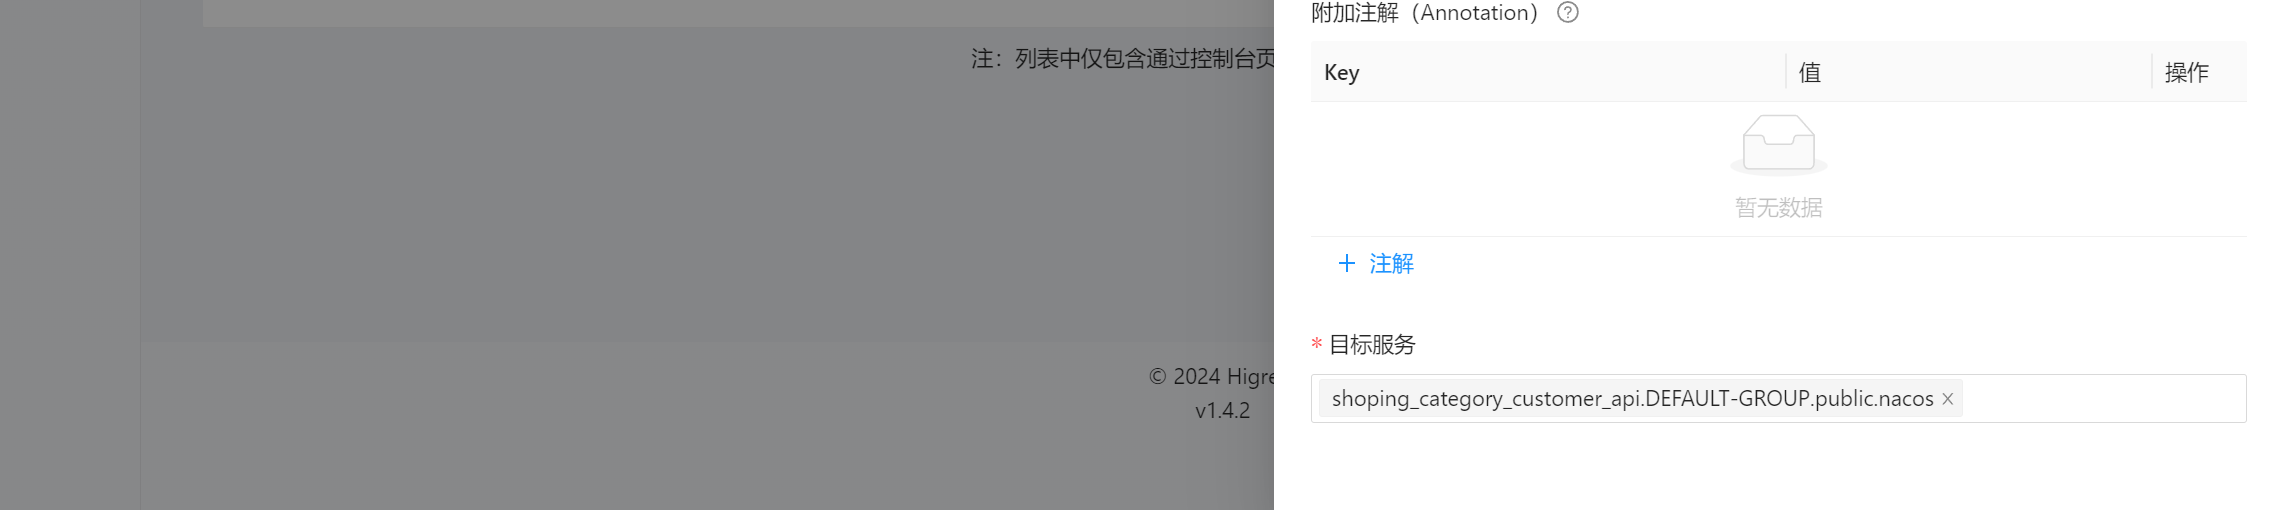 附加注解（Annotation）
注：列表中仅包含通过控制台页
Key 值 操作
暂无数据
注解
* 目标服务
shoping_category_customer_api.DEFAULT-GROUP.public.nacos
© 2024 Higre
v1.4.2